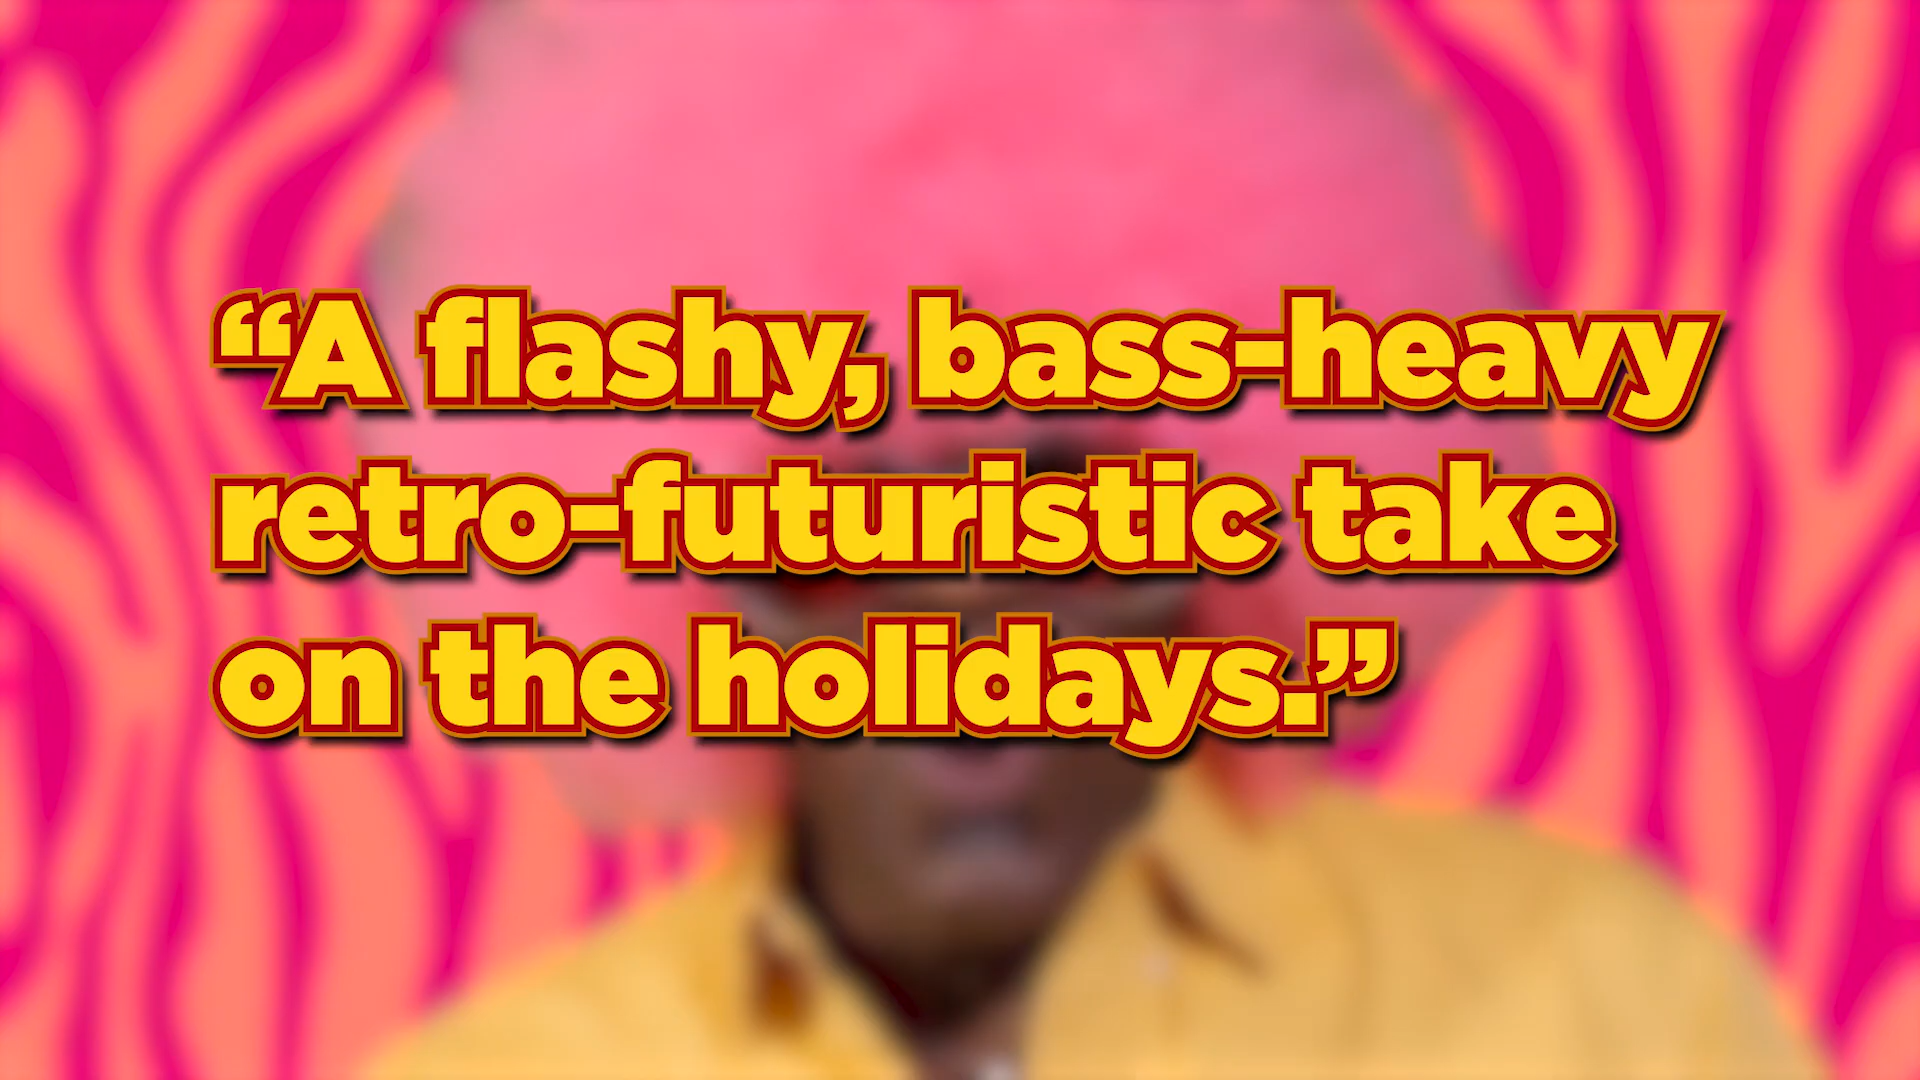 “A flashy, bass-heavy
retro-futuristic take
on the holidays.”